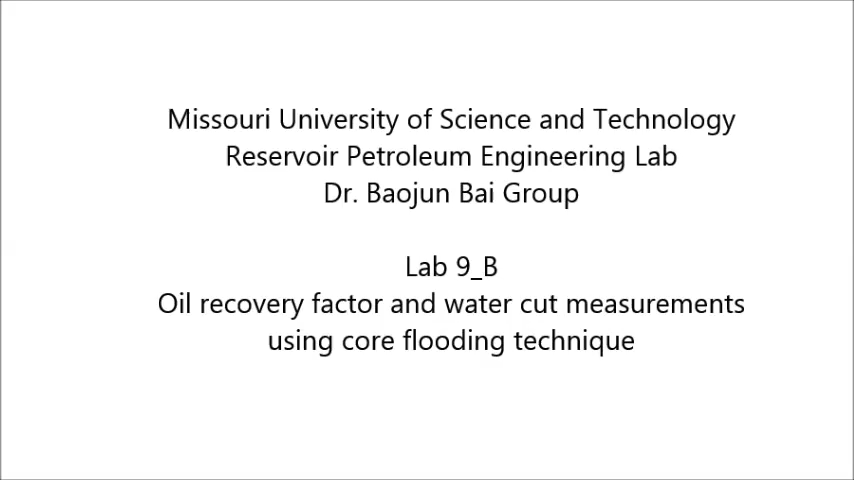 Missouri University of Science and Technology
Reservoir Petroleum Engineering Lab
Dr. Baojun Bai Group
Lab 9_B
Oil recovery factor and water cut measurements
using core flooding technique